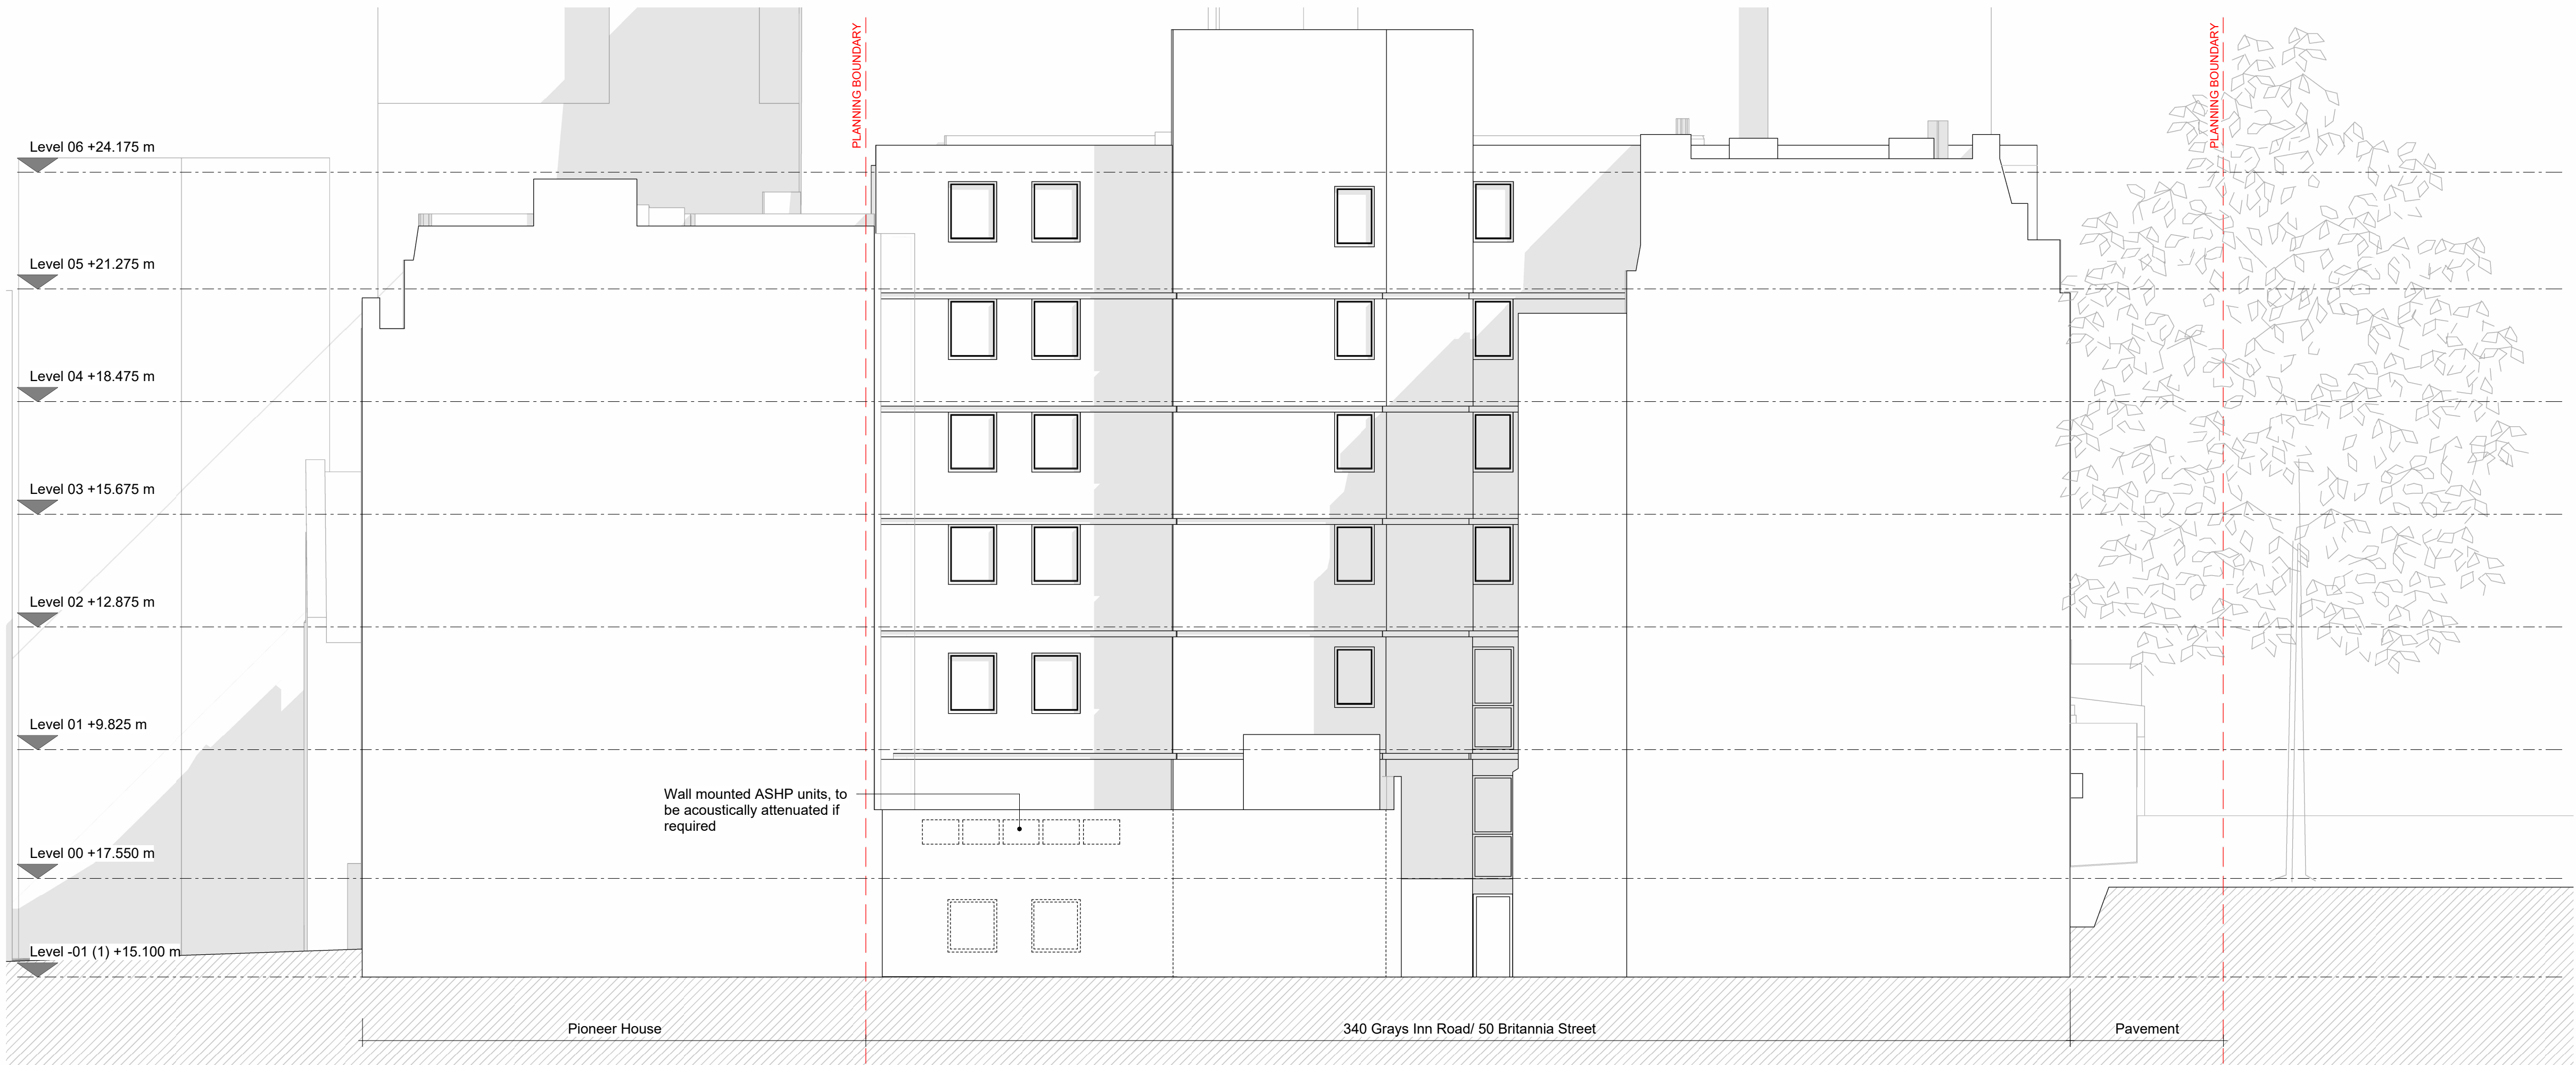 PLANNING BOUNDARY
PLANNING BOUNDARY
Level 06 +24.175 m
Level 05 +21.275 m
Level 04 +18.475 m
Level 03 +15.675 m
Level 02 +12.875 m
Level 01 +9.825 m
Wall mounted ASHP units, to
be acoustically attenuated if
required
Level 00 +17.550 m
Level -01 (1) +15.100 m
Pioneer House
340 Grays Inn Road/ 50 Britannia Street
Pavement